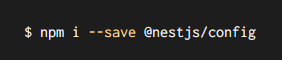 $ npm i --save @nestjs/config